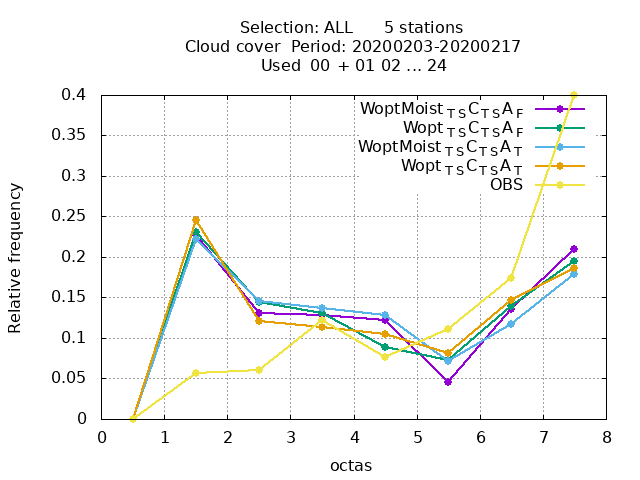 Selection: ALL 5 stations
Cloud cover Period: 20200203-20200217
Used 00 + 01 02 ... 24
WoptMoist TS C TS A F
Wopt TS C TS A F
WoptMoist TS C TS A T
Wopt TS C TS A T
OBS
0.4
0.35
0.3
0.25
0.2
0.15
0.1
0.05
0
Relative frequency
0 1 2 3 4 5 6 7 8
octas